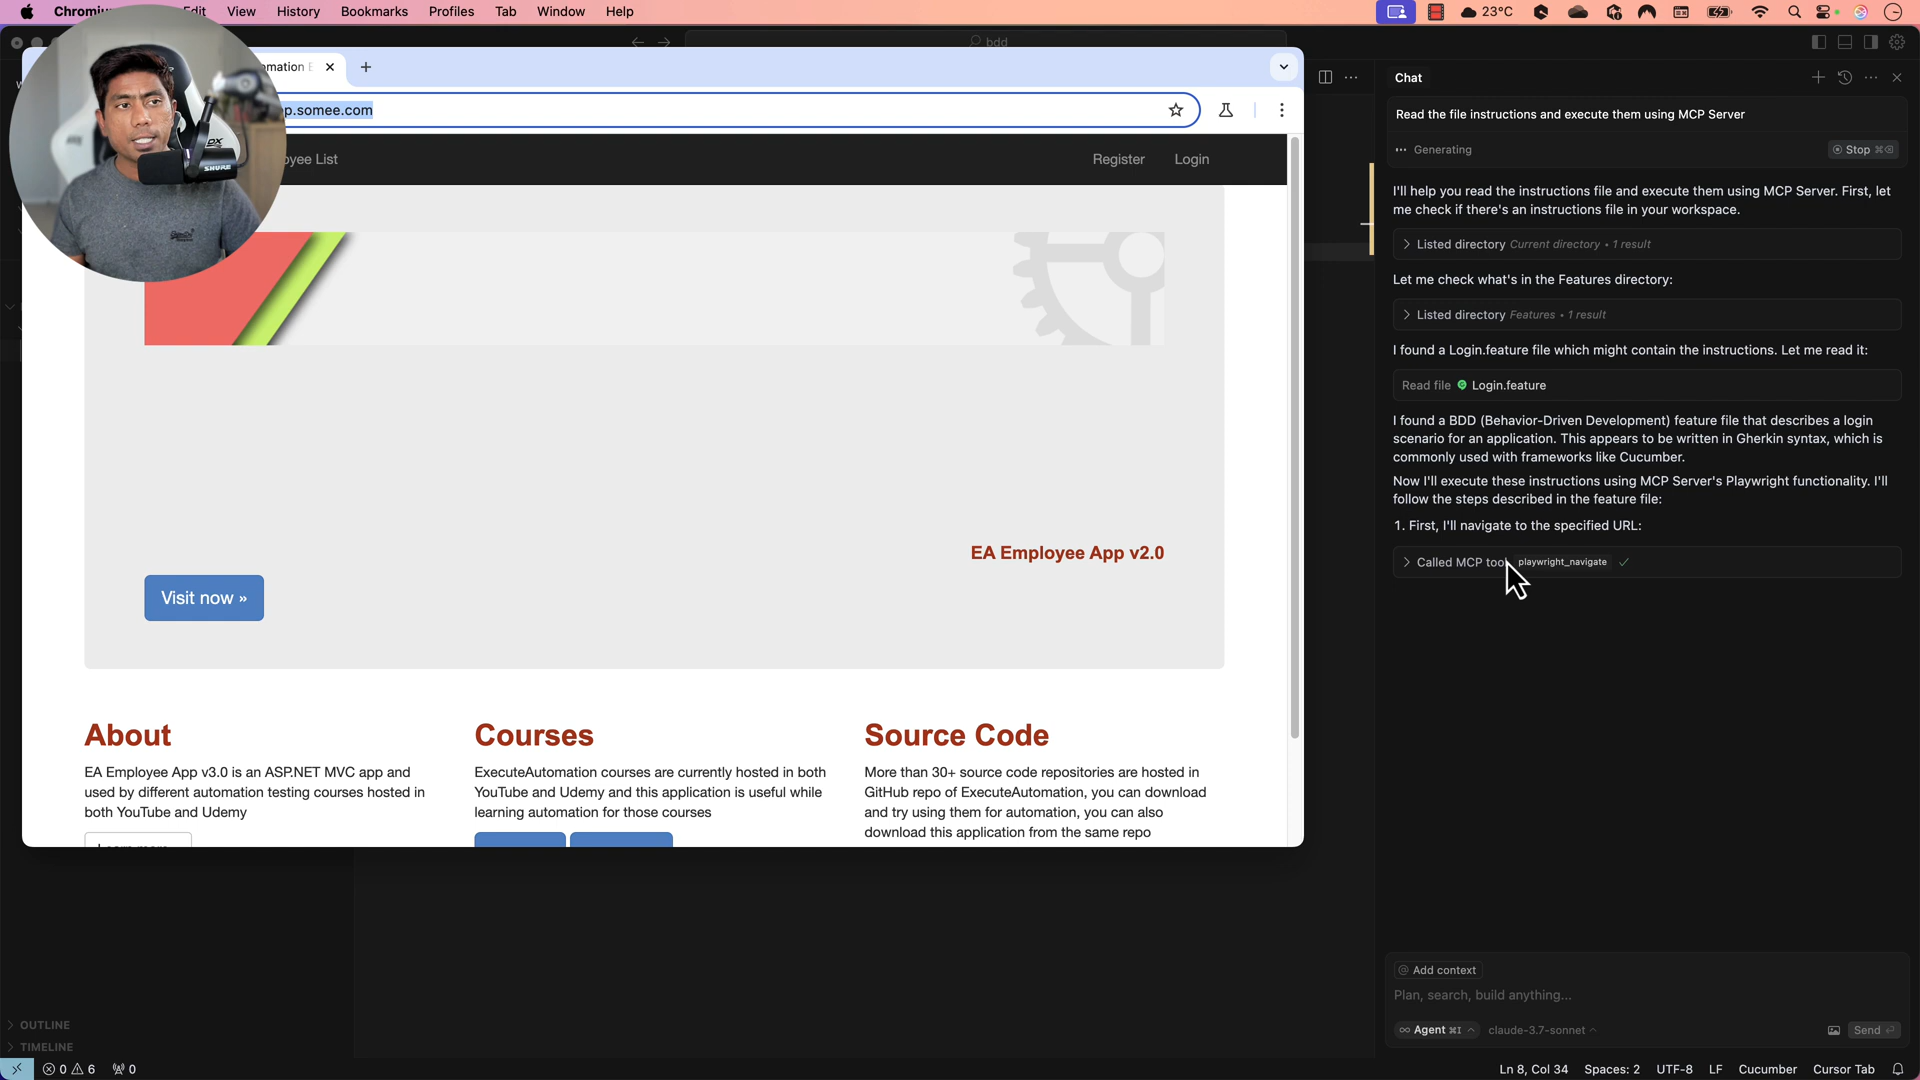 Edit View History Bookmarks Profiles Tab Window Help
23°C
bdd
p.somee.com
Employee List
Register Login
EA Employee App v2.0
Visit now »
About
EA Employee App v3.0 is an ASP.NET MVC app and
used by different automation testing courses hosted in
both YouTube and Udemy
Courses
ExecuteAutomation courses are currently hosted in both
YouTube and Udemy and this application is useful while
learning automation for those courses
Source Code
More than 30+ source code repositories are hosted in
GitHub repo of ExecuteAutomation, you can download
and try using them for automation, you can also
download this application from the same repo
SHURE
Chat
Read the file instructions and execute them using MCP Server
Generating
Stop
I'll help you read the instructions file and execute them using MCP Server. First, let
me check if there's an instructions file in your workspace.
Listed directory Current directory • 1 result
Let me check what's in the Features directory:
Listed directory Features • 1 result
I found a Login.feature file which might contain the instructions. Let me read it:
Read file Login.feature
I found a BDD (Behavior-Driven Development) feature file that describes a login
scenario for an application. This appears to be written in Gherkin syntax, which is
commonly used with frameworks like Cucumber.
Now I'll execute these instructions using MCP Server's Playwright functionality. I'll
follow the steps described in the feature file:
1. First, I'll navigate to the specified URL:
Called MCP tool playwright_navigate
@ Add context
Plan, search, build anything...
∞ Agent ⌘I claude-3.7-sonnet Send
OUTLINE
TIMELINE
0 6 0
Ln 8, Col 34 Spaces: 2 UTF-8 LF Cucumber Cursor Tab